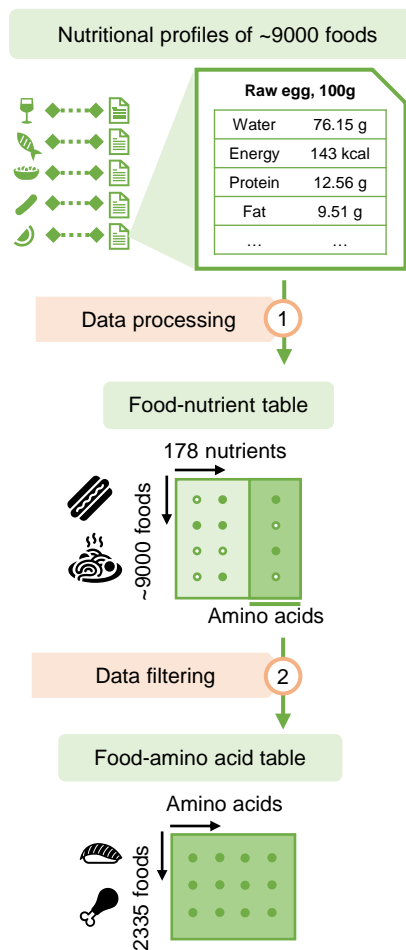 Nutritional profiles of ~9000 foods
Raw egg, 100g
Water 76.15 g
Energy 143 kcal
Protein 12.56 g
Fat 9.51 g
... ...
Data processing 1
Food-nutrient table
178 nutrients
~9000 foods
Amino acids
Data filtering 2
Food-amino acid table
Amino acids
2335 foods